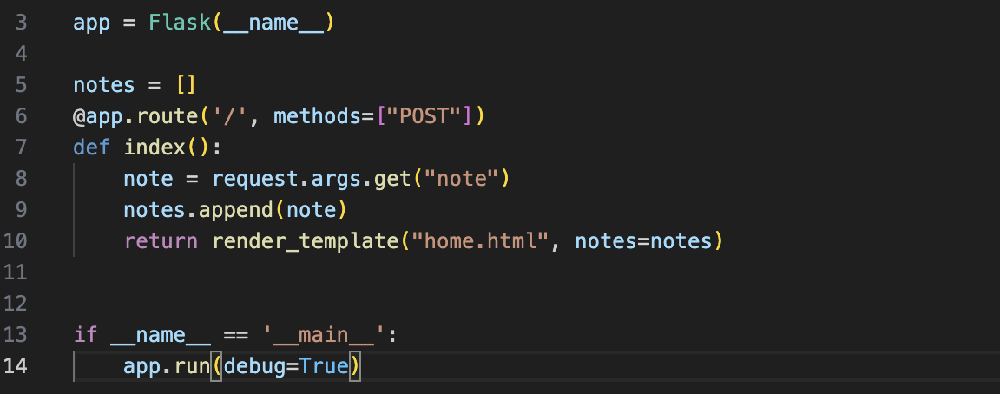 3 app = Flask(__name__)
4
5 notes = []
6 @app.route('/', methods=["POST"])
7 def index():
8     note = request.args.get("note")
9     notes.append(note)
10     return render_template("home.html", notes=notes)
11
12
13 if __name__ == '__main__':
14     app.run(debug=True)